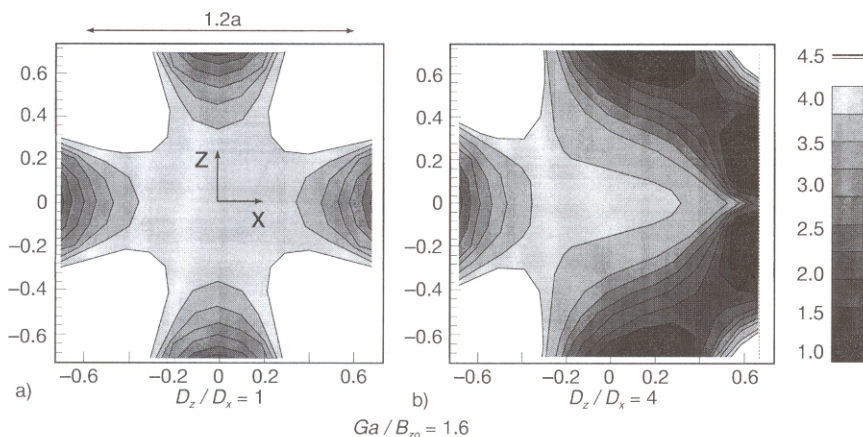 1.2a
0.6
0.4
0.2
0
−0.2
−0.4
−0.6
Z
X
−0.6 −0.2 0 0.2 0.6
a)
D_z / D_x = 1
0.6
0.4
0.2
0
−0.2
−0.4
−0.6
−0.6 −0.2 0 0.2 0.6
b)
D_z / D_x = 4
4.5
4.0
3.5
3.0
2.5
2.0
1.5
1.0
Ga / B_zo = 1.6